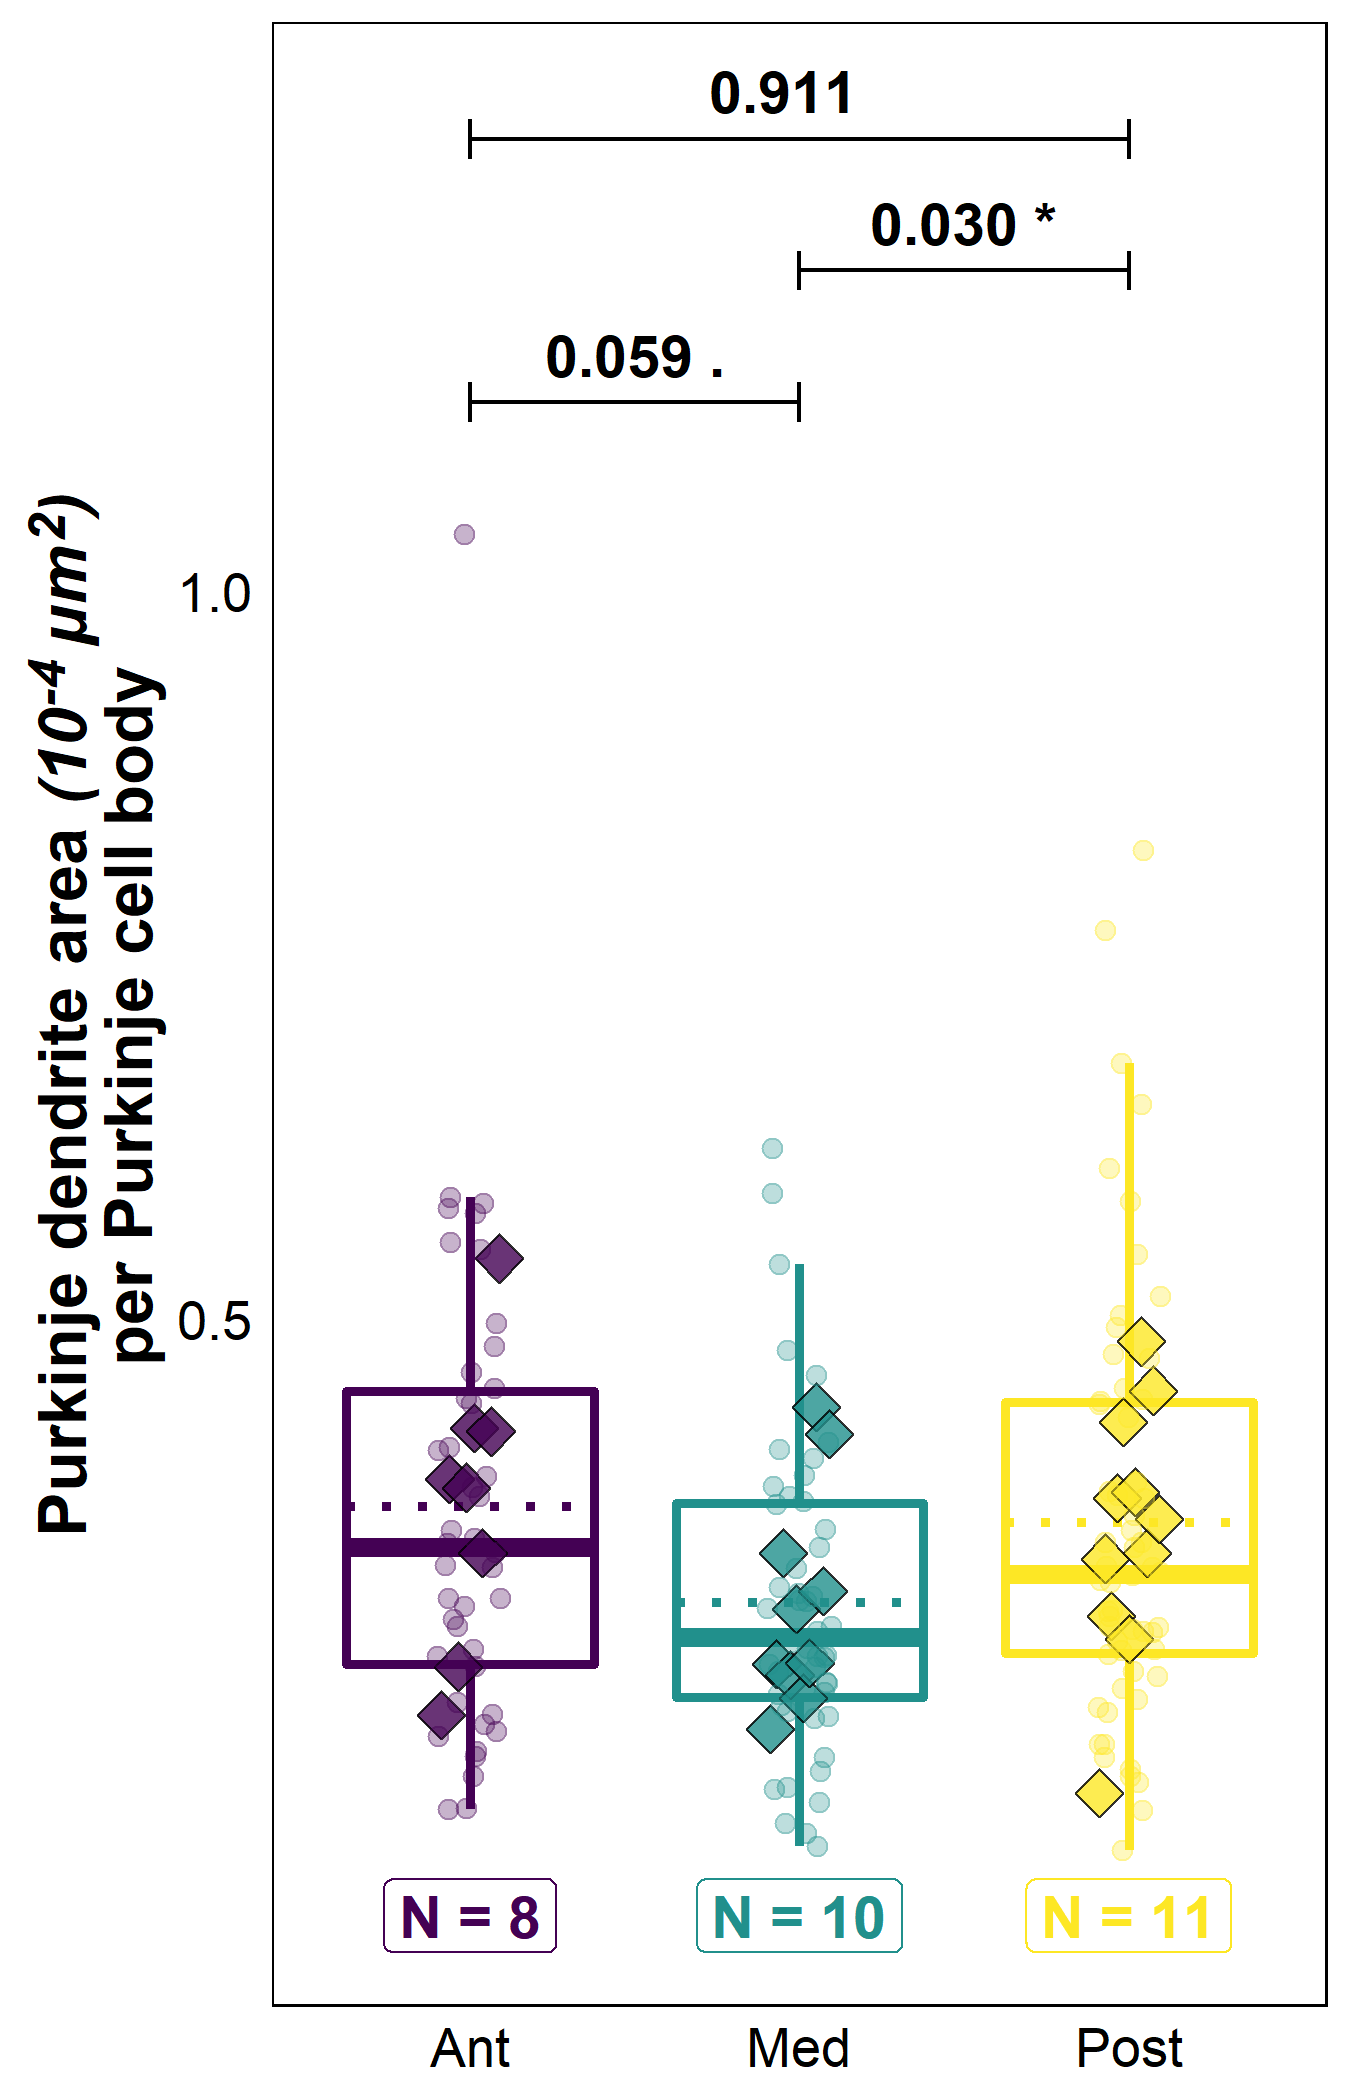 0.911
0.030 *
0.059 .
Purkinje dendrite area (10⁻⁴ μm²)
per Purkinje cell body
1.0
0.5
N = 8
N = 10
N = 11
Ant
Med
Post